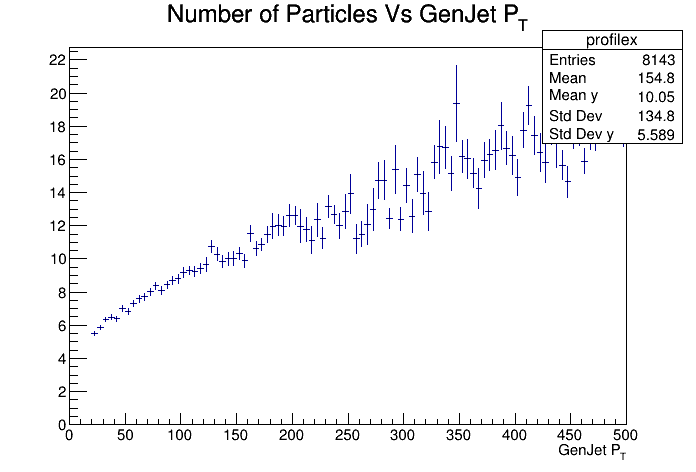 Number of Particles Vs GenJet P_T
profilex
Entries 8143
Mean 154.8
Mean y 10.05
Std Dev 134.8
Std Dev y 5.589
22
20
18
16
14
12
10
8
6
4
2
0
0 50 100 150 200 250 300 350 400 450 500
GenJet P_T